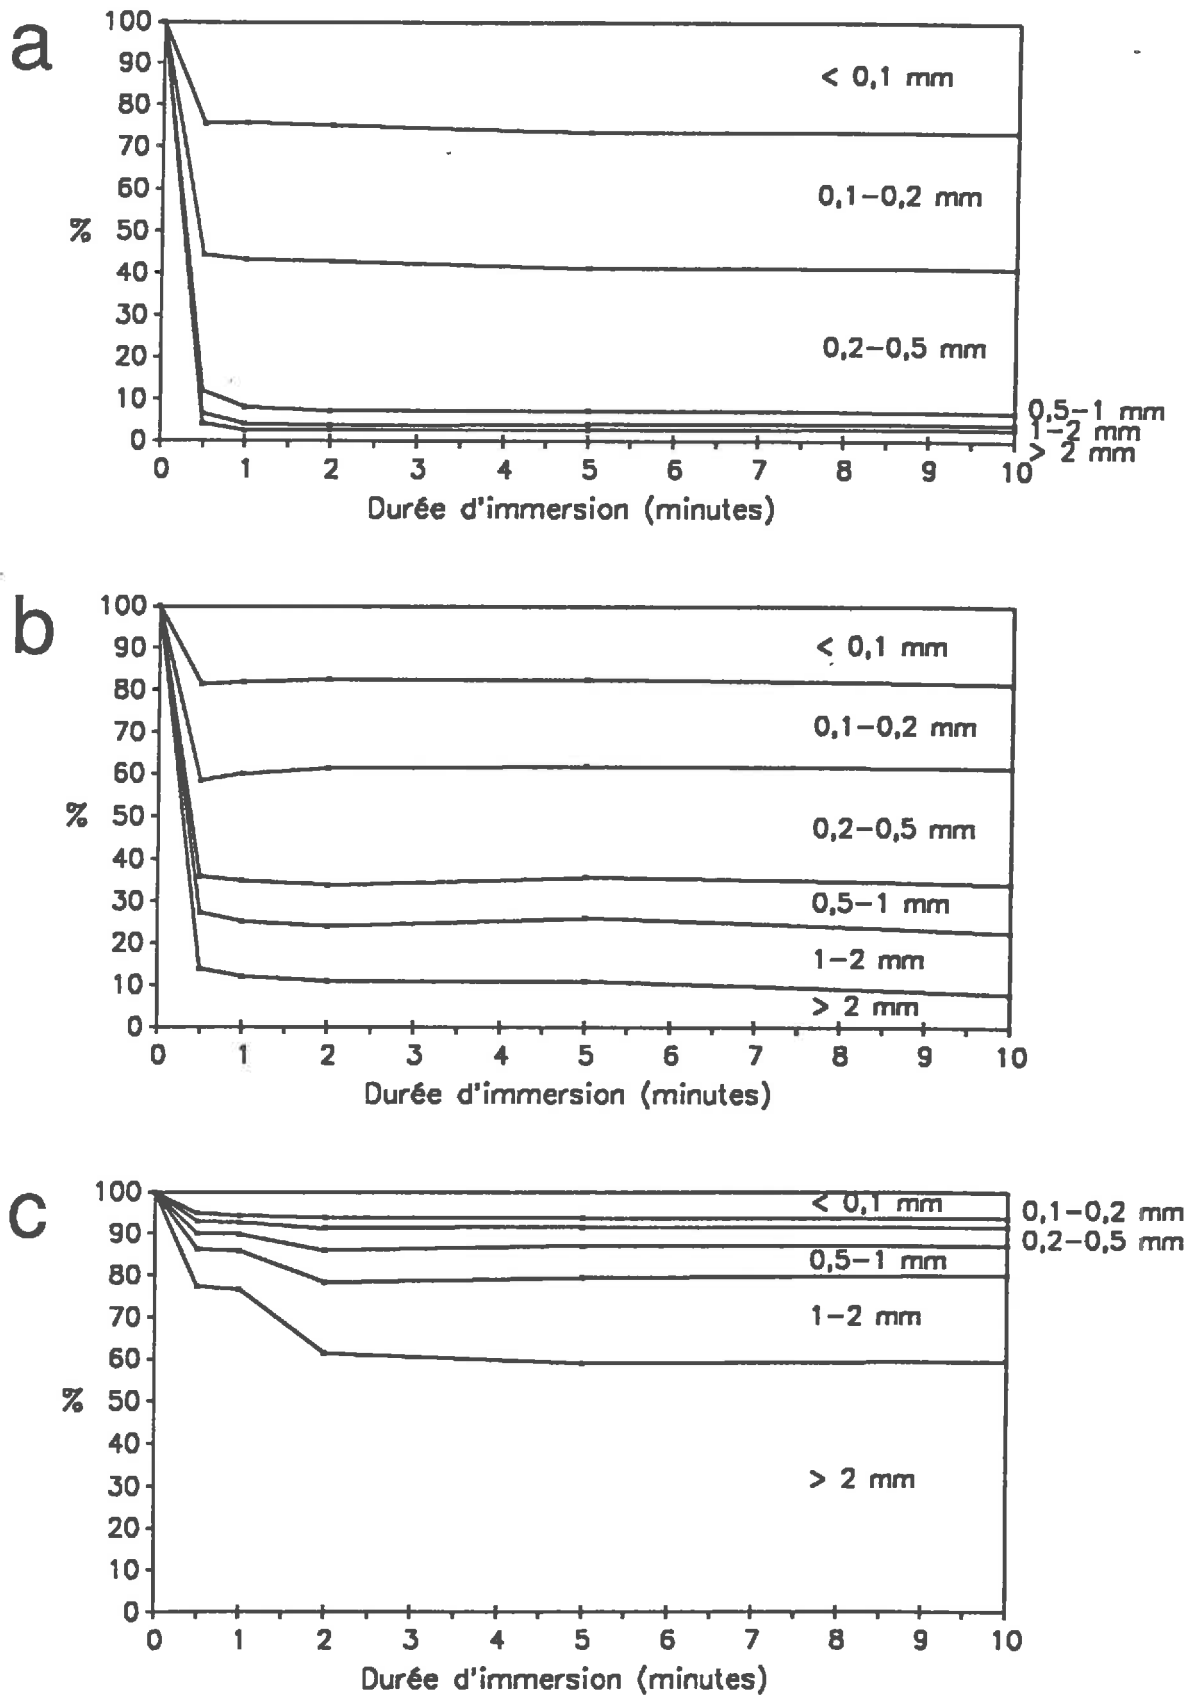 a
100
90
80
70
60
50
40
30
20
10
0
%
< 0,1 mm
0,1-0,2 mm
0,2-0,5 mm
0,5-1 mm
1-2 mm
> 2 mm
0 1 2 3 4 5 6 7 8 9 10
Durée d'immersion (minutes)
b
100
90
80
70
60
50
40
30
20
10
0
%
< 0,1 mm
0,1-0,2 mm
0,2-0,5 mm
0,5-1 mm
1-2 mm
> 2 mm
0 1 2 3 4 5 6 7 8 9 10
Durée d'immersion (minutes)
c
100
90
80
70
60
50
40
30
20
10
0
%
< 0,1 mm
0,1-0,2 mm
0,2-0,5 mm
0,5-1 mm
1-2 mm
> 2 mm
0 1 2 3 4 5 6 7 8 9 10
Durée d'immersion (minutes)